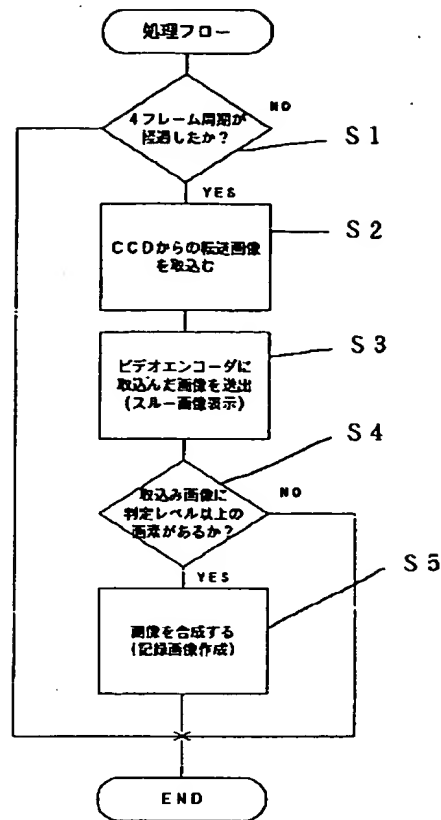 処理フロー
4フレーム周期が
経過したか？
NO
S1
YES
S2
CCDからの転送画像
を取込む
S3
ビデオエンコーダに
取込んだ画像を送出
(スルー画像表示)
S4
取込み画像に
判定レベル以上の
画素があるか？
NO
YES
S5
画像を合成する
(記録画像作成)
END